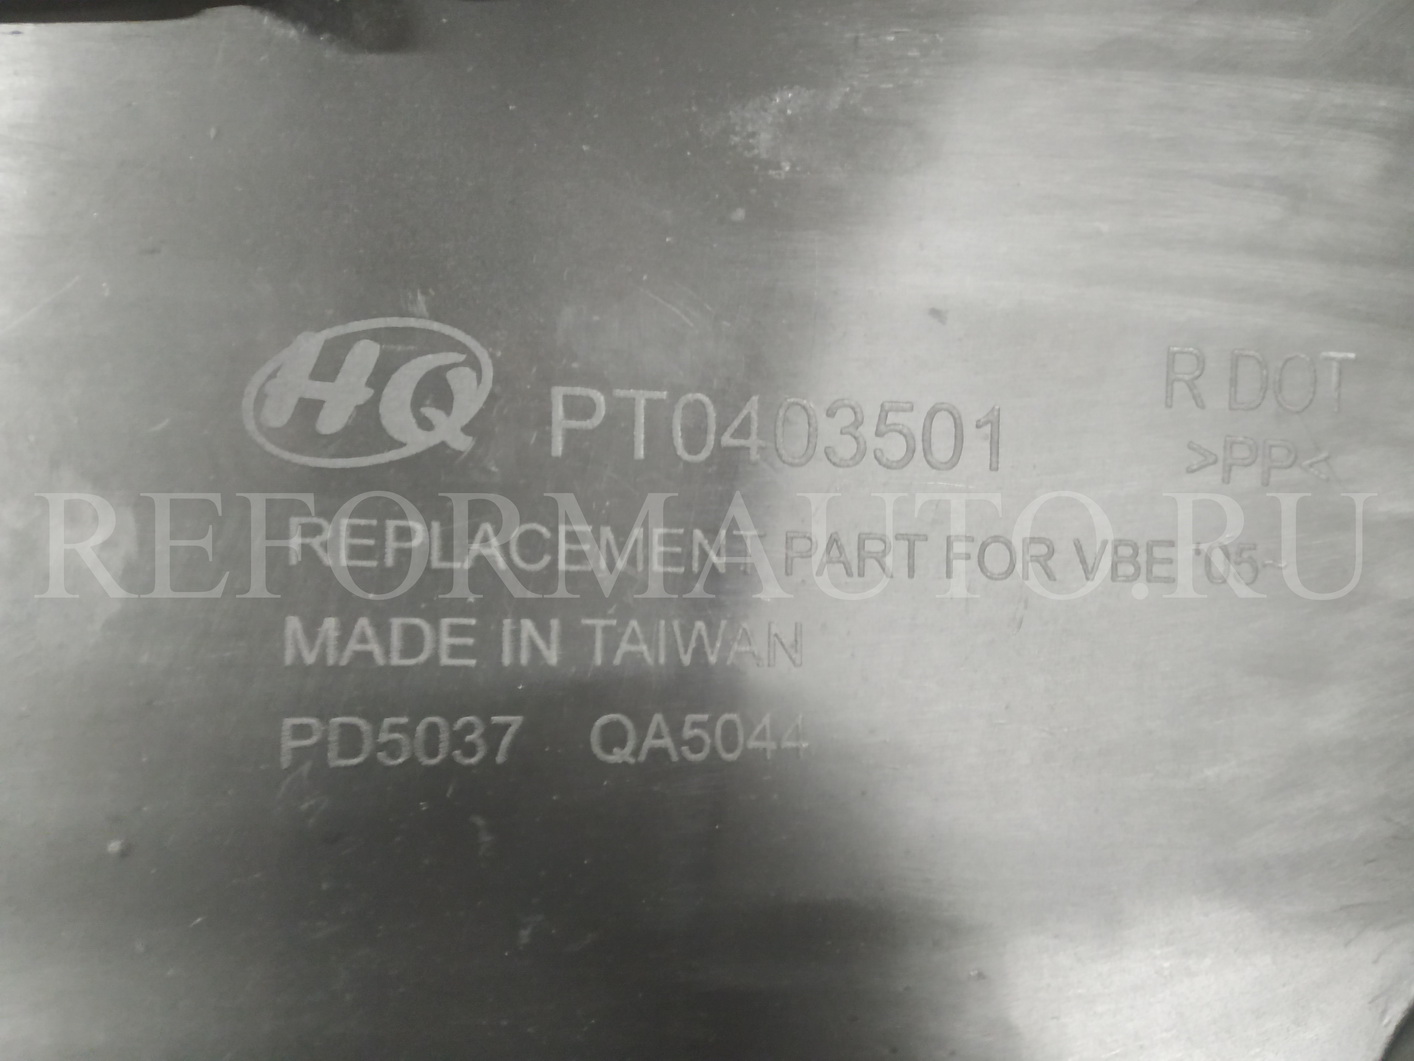 HQ PT0403501 R DOT
>PP<
REFORMAUTO.RU
REPLACEMENT PART FOR VBE '05~
MADE IN TAIWAN
PD5037 QA5044